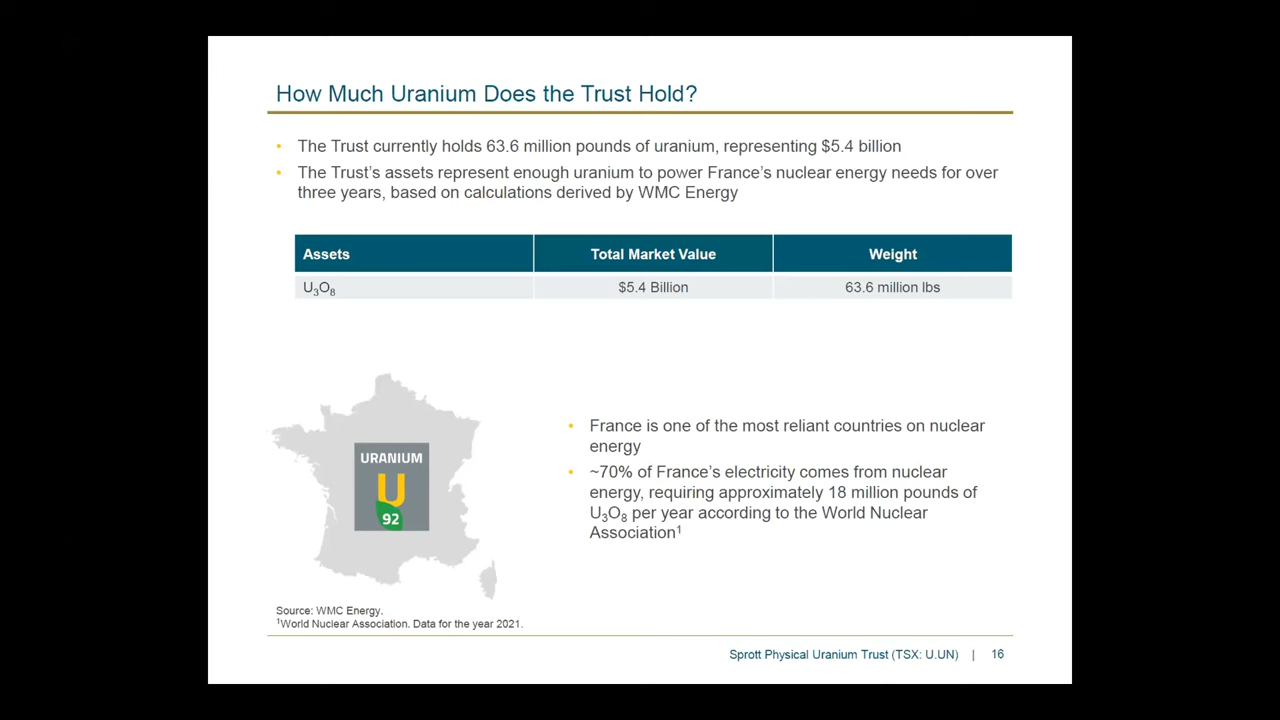 How Much Uranium Does the Trust Hold?
• The Trust currently holds 63.6 million pounds of uranium, representing $5.4 billion
• The Trust's assets represent enough uranium to power France's nuclear energy needs for over
three years, based on calculations derived by WMC Energy
Assets Total Market Value Weight
U₃O₈ $5.4 Billion 63.6 million lbs
URANIUM
U
92
• France is one of the most reliant countries on nuclear
energy
• ~70% of France's electricity comes from nuclear
energy, requiring approximately 18 million pounds of
U₃O₈ per year according to the World Nuclear
Association¹
Source: WMC Energy.
¹World Nuclear Association. Data for the year 2021.
Sprott Physical Uranium Trust (TSX: U.UN) | 16